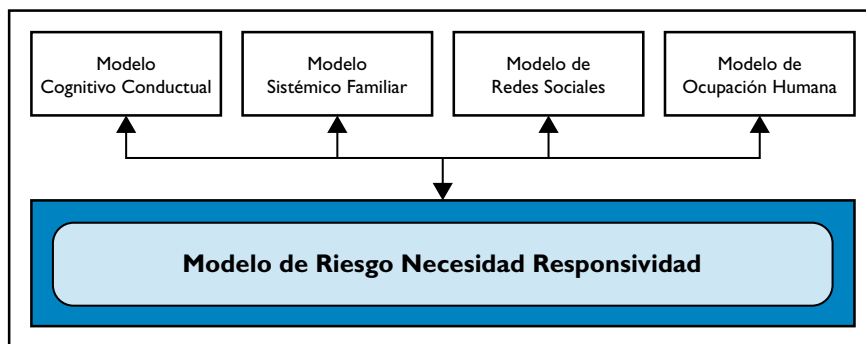 Modelo
Cognitivo Conductual
Modelo
Sistémico Familiar
Modelo de
Redes Sociales
Modelo de
Ocupación Humana
Modelo de Riesgo Necesidad Responsividad